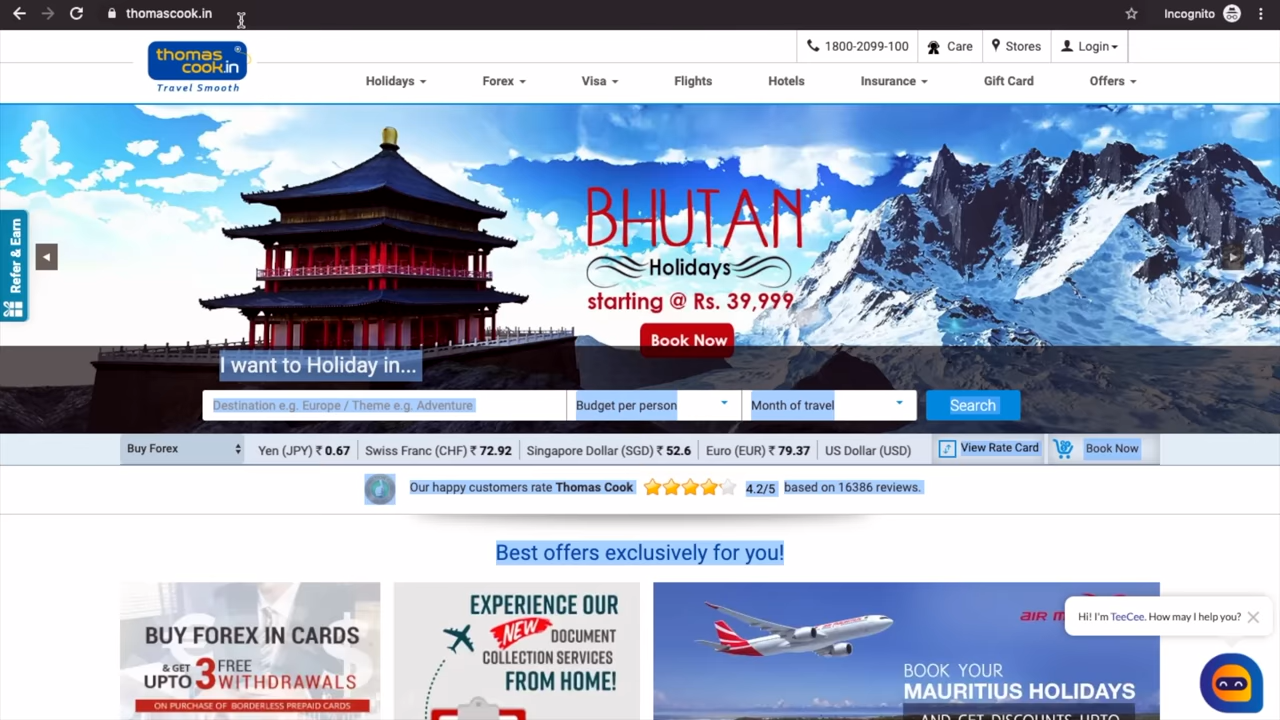 thomascook.in
Incognito
thomas
cook.in
Travel Smooth
1800-2099-100
Care
Stores
Login
Holidays
Forex
Visa
Flights
Hotels
Insurance
Gift Card
Offers
Refer & Earn
BHUTAN
Holidays
starting @ Rs. 39,999
Book Now
I want to Holiday in...
Destination e.g. Europe / Theme e.g. Adventure
Budget per person
Month of travel
Search
Buy Forex
Yen (JPY) ₹ 0.67
Swiss Franc (CHF) ₹ 72.92
Singapore Dollar (SGD) ₹ 52.6
Euro (EUR) ₹ 79.37
US Dollar (USD)
View Rate Card
Book Now
Our happy customers rate Thomas Cook
4.2/5
based on 16386 reviews.
Best offers exclusively for you!
BUY FOREX IN CARDS
& GET
UPTO 3 FREE
WITHDRAWALS
ON PURCHASE OF BORDERLESS PREPAID CARDS
EXPERIENCE OUR
NEW DOCUMENT
COLLECTION SERVICES
FROM HOME!
AIR M
BOOK YOUR
MAURITIUS HOLIDAYS
AND GET DISCOUNTS UPTO
Hi! I'm TeeCee. How may I help you?